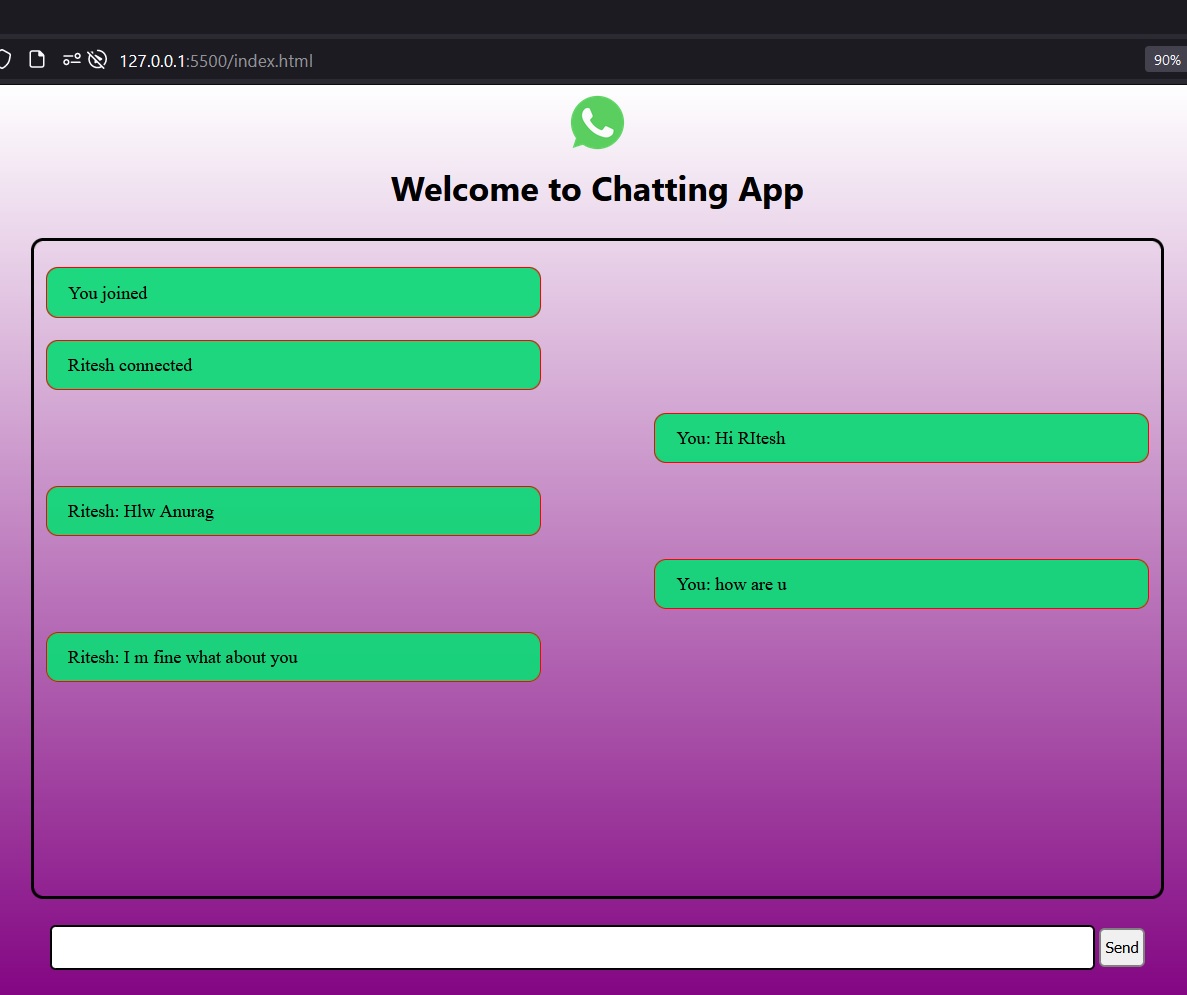 127.0.0.1:5500/index.html
90%
Welcome to Chatting App
You joined
Ritesh connected
You: Hi RItesh
Ritesh: Hlw Anurag
You: how are u
Ritesh: I m fine what about you
Send